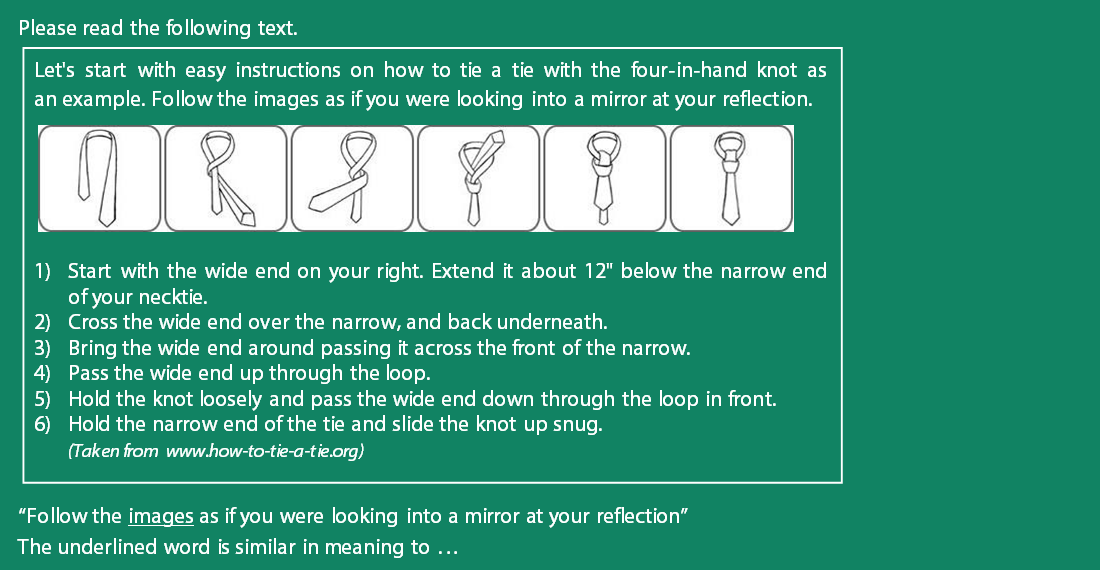 Please read the following text.
Let's start with easy instructions on how to tie a tie with the four-in-hand knot as
an example. Follow the images as if you were looking into a mirror at your reflection.
1) Start with the wide end on your right. Extend it about 12" below the narrow end
of your necktie.
2) Cross the wide end over the narrow, and back underneath.
3) Bring the wide end around passing it across the front of the narrow.
4) Pass the wide end up through the loop.
5) Hold the knot loosely and pass the wide end down through the loop in front.
6) Hold the narrow end of the tie and slide the knot up snug.
(Taken from www.how-to-tie-a-tie.org)
“Follow the images as if you were looking into a mirror at your reflection”
The underlined word is similar in meaning to …